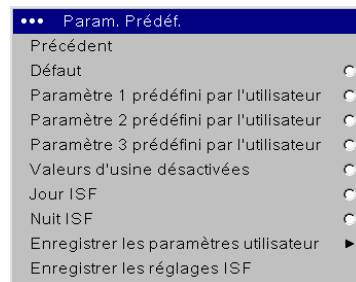 ••• Param. Prédéf.
Précédent
Défaut
Paramètre 1 prédéfini par l'utilisateur
Paramètre 2 prédéfini par l'utilisateur
Paramètre 3 prédéfini par l'utilisateur
Valeurs d'usine désactivées
Jour ISF
Nuit ISF
Enregistrer les paramètres utilisateur
Enregistrer les réglages ISF